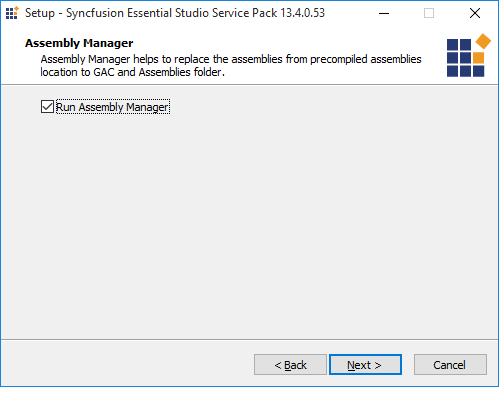 Setup - Syncfusion Essential Studio Service Pack 13.4.0.53
Assembly Manager
Assembly Manager helps to replace the assemblies from precompiled assemblies
location to GAC and Assemblies folder.
Run Assembly Manager
< Back Next > Cancel